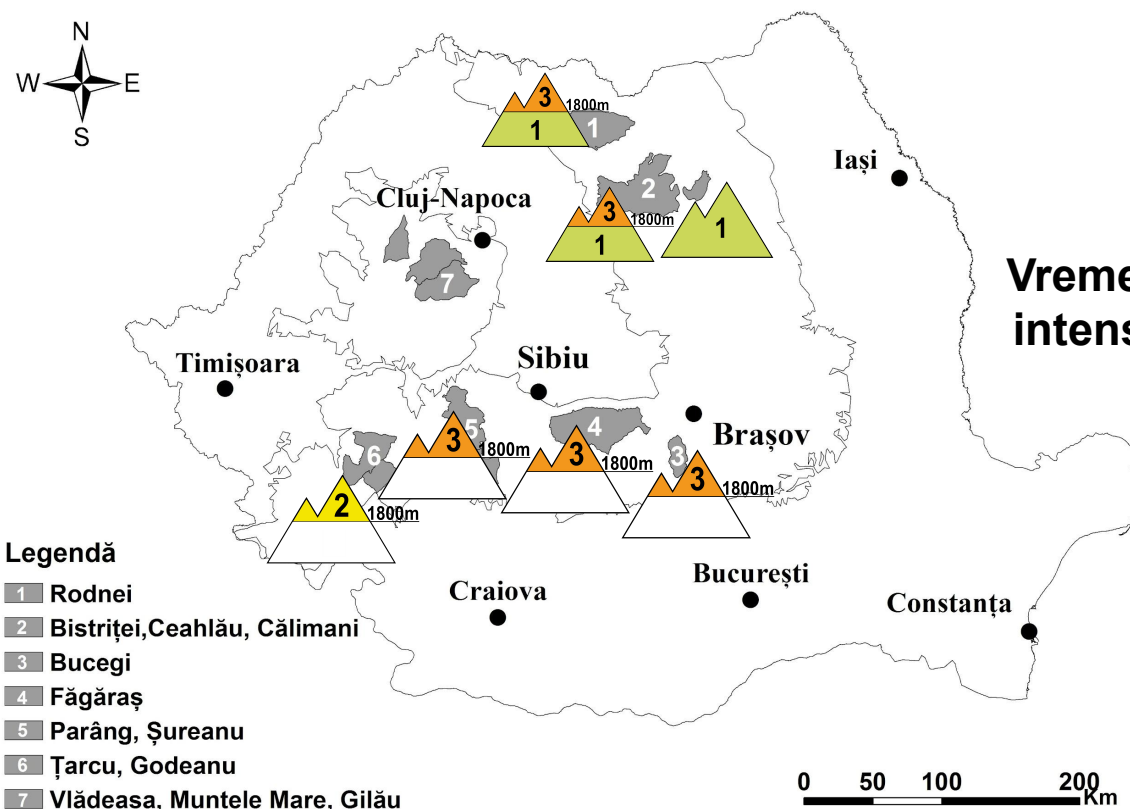 N
W E
S
3
1800m
1
1
Iași
2
Cluj-Napoca
3
1800m
1
1
7
Vreme
intens
Timișoara
Sibiu
Brașov
6
5
3
1800m
4
3
1800m
3
3
1800m
2
1800m
Legendă
1 Rodnei
2 Bistriței,Ceahlău, Călimani
3 Bucegi
4 Făgăraș
5 Parâng, Șureanu
6 Țarcu, Godeanu
7 Vlădeasa, Muntele Mare, Gilău
Craiova
București
Constanța
0 50 100 200
Km